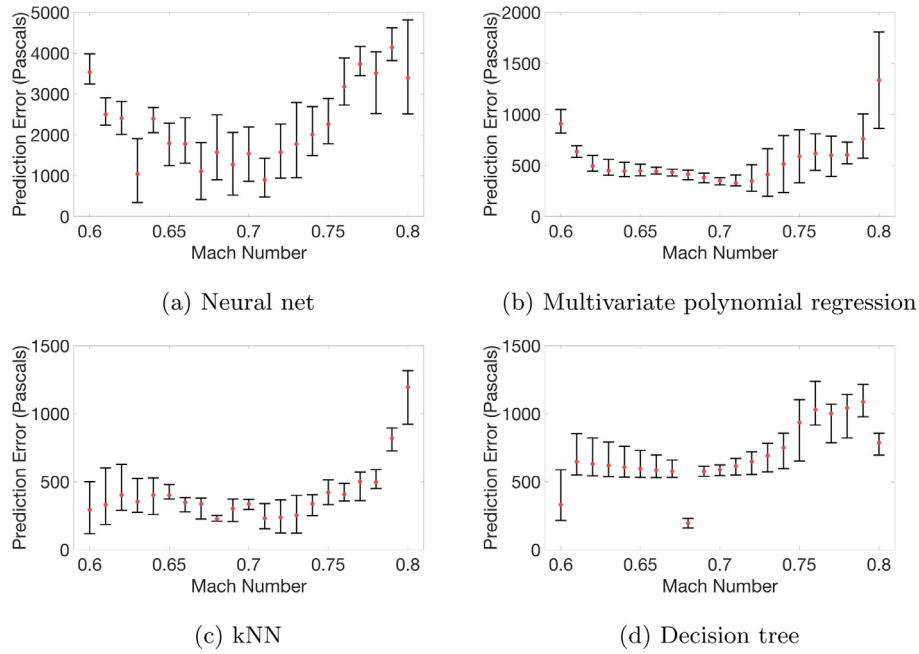 5000
4000
3000
2000
1000
0
Prediction Error (Pascals)
0.6 0.65 0.7 0.75 0.8
Mach Number
(a) Neural net
2000
1500
1000
500
0
Prediction Error (Pascals)
0.6 0.65 0.7 0.75 0.8
Mach Number
(b) Multivariate polynomial regression
1500
1000
500
0
Prediction Error (Pascals)
0.6 0.65 0.7 0.75 0.8
Mach Number
(c) kNN
1500
1000
500
0
Prediction Error (Pascals)
0.6 0.65 0.7 0.75 0.8
Mach Number
(d) Decision tree